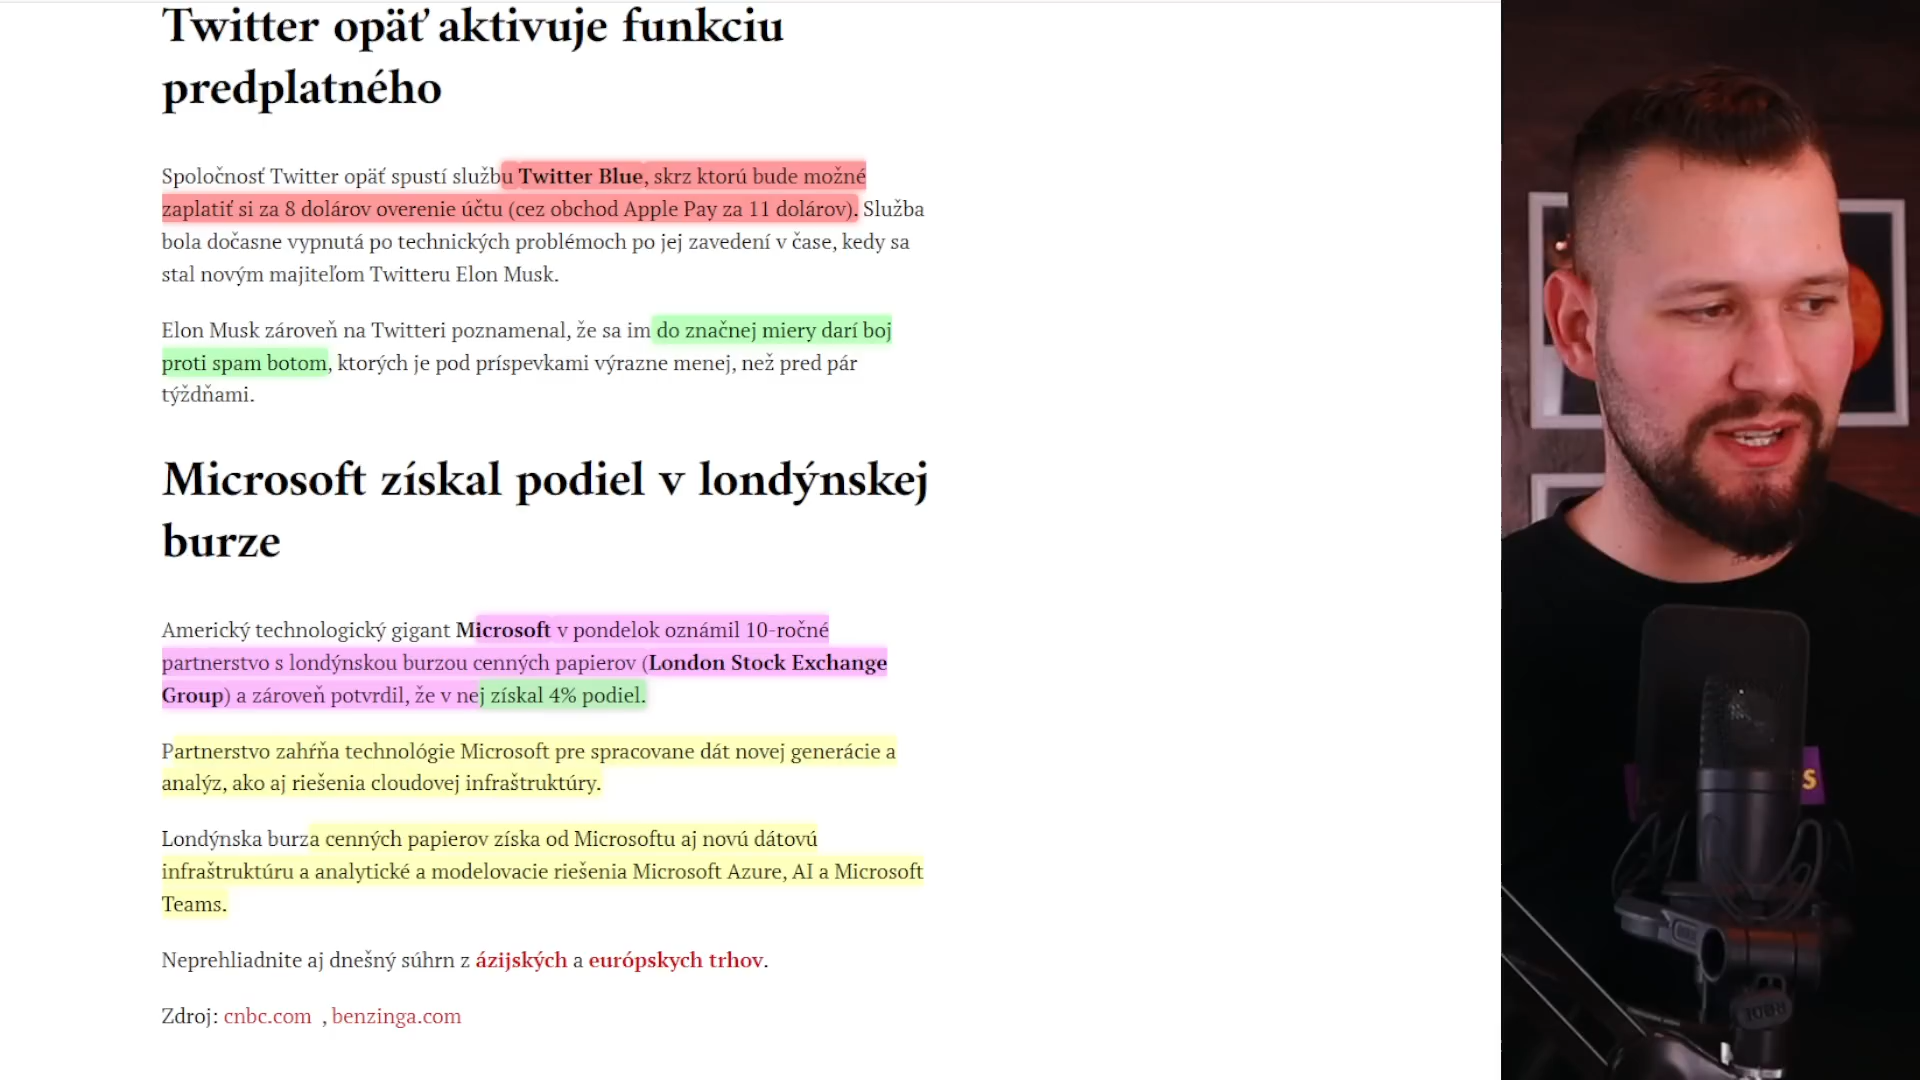 Twitter opäť aktivuje funkciu
predplatného
Spoločnosť Twitter opäť spustí službu Twitter Blue, skrz ktorú bude možné
zaplatiť si za 8 dolárov overenie účtu (cez obchod Apple Pay za 11 dolárov). Služba
bola dočasne vypnutá po technických problémoch po jej zavedení v čase, kedy sa
stal novým majiteľom Twitteru Elon Musk.
Elon Musk zároveň na Twitteri poznamenal, že sa im do značnej miery darí boj
proti spam botom, ktorých je pod príspevkami výrazne menej, než pred pár
týždňami.
Microsoft získal podiel v londýnskej
burze
Americký technologický gigant Microsoft v pondelok oznámil 10-ročné
partnerstvo s londýnskou burzou cenných papierov (London Stock Exchange
Group) a zároveň potvrdil, že v nej získal 4% podiel.
Partnerstvo zahŕňa technológie Microsoft pre spracovane dát novej generácie a
analýz, ako aj riešenia cloudovej infraštruktúry.
Londýnska burza cenných papierov získa od Microsoftu aj novú dátovú
infraštruktúru a analytické a modelovacie riešenia Microsoft Azure, AI a Microsoft
Teams.
Neprehliadnite aj dnešný súhrn z ázijských a európskych trhov.
Zdroj: cnbc.com , benzinga.com
S
RØDE